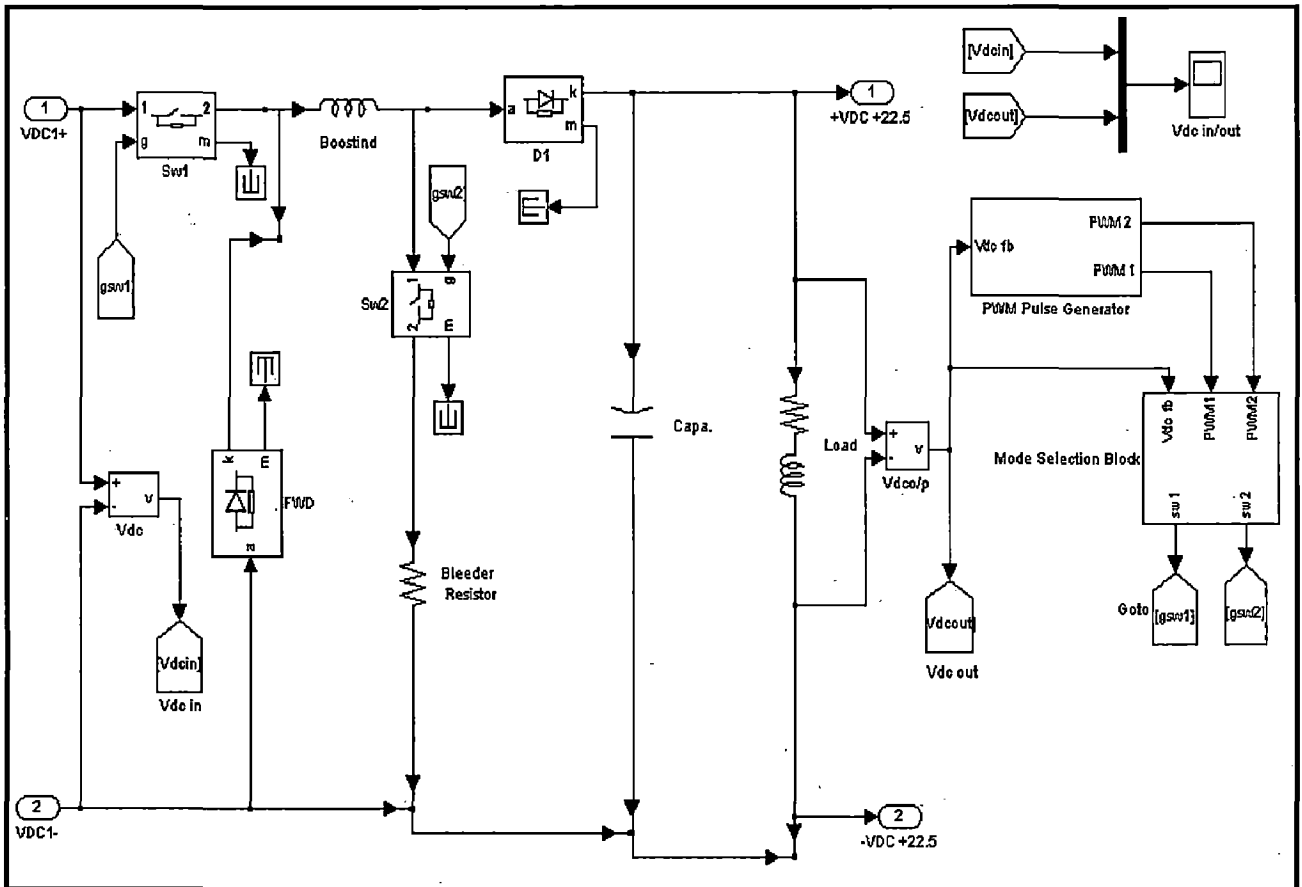 1
VDC1+
1
2
g
m
Sw1
gsw1
Boostind
a
k
m
D1
1
+VDC +22.5
[Vdcin]
[Vdcout]
Vdc in/out
gsw2
1
g
2
m
Sw2
Vdc fb
PWM 2
PWM 1
PWM Pulse Generator
k
m
a
FWD
+
-
v
Vdc
[Vdcin]
Vdc in
Bleeder
Resistor
Capa.
Load
+
-
v
Vdco/p
Vdcout]
Vdc out
Vdc fb
PWM1
PWM2
Mode Selection Block
sw1
sw2
Goto
[gsw1]
[gsw2]
2
VDC1-
2
-VDC +22.5